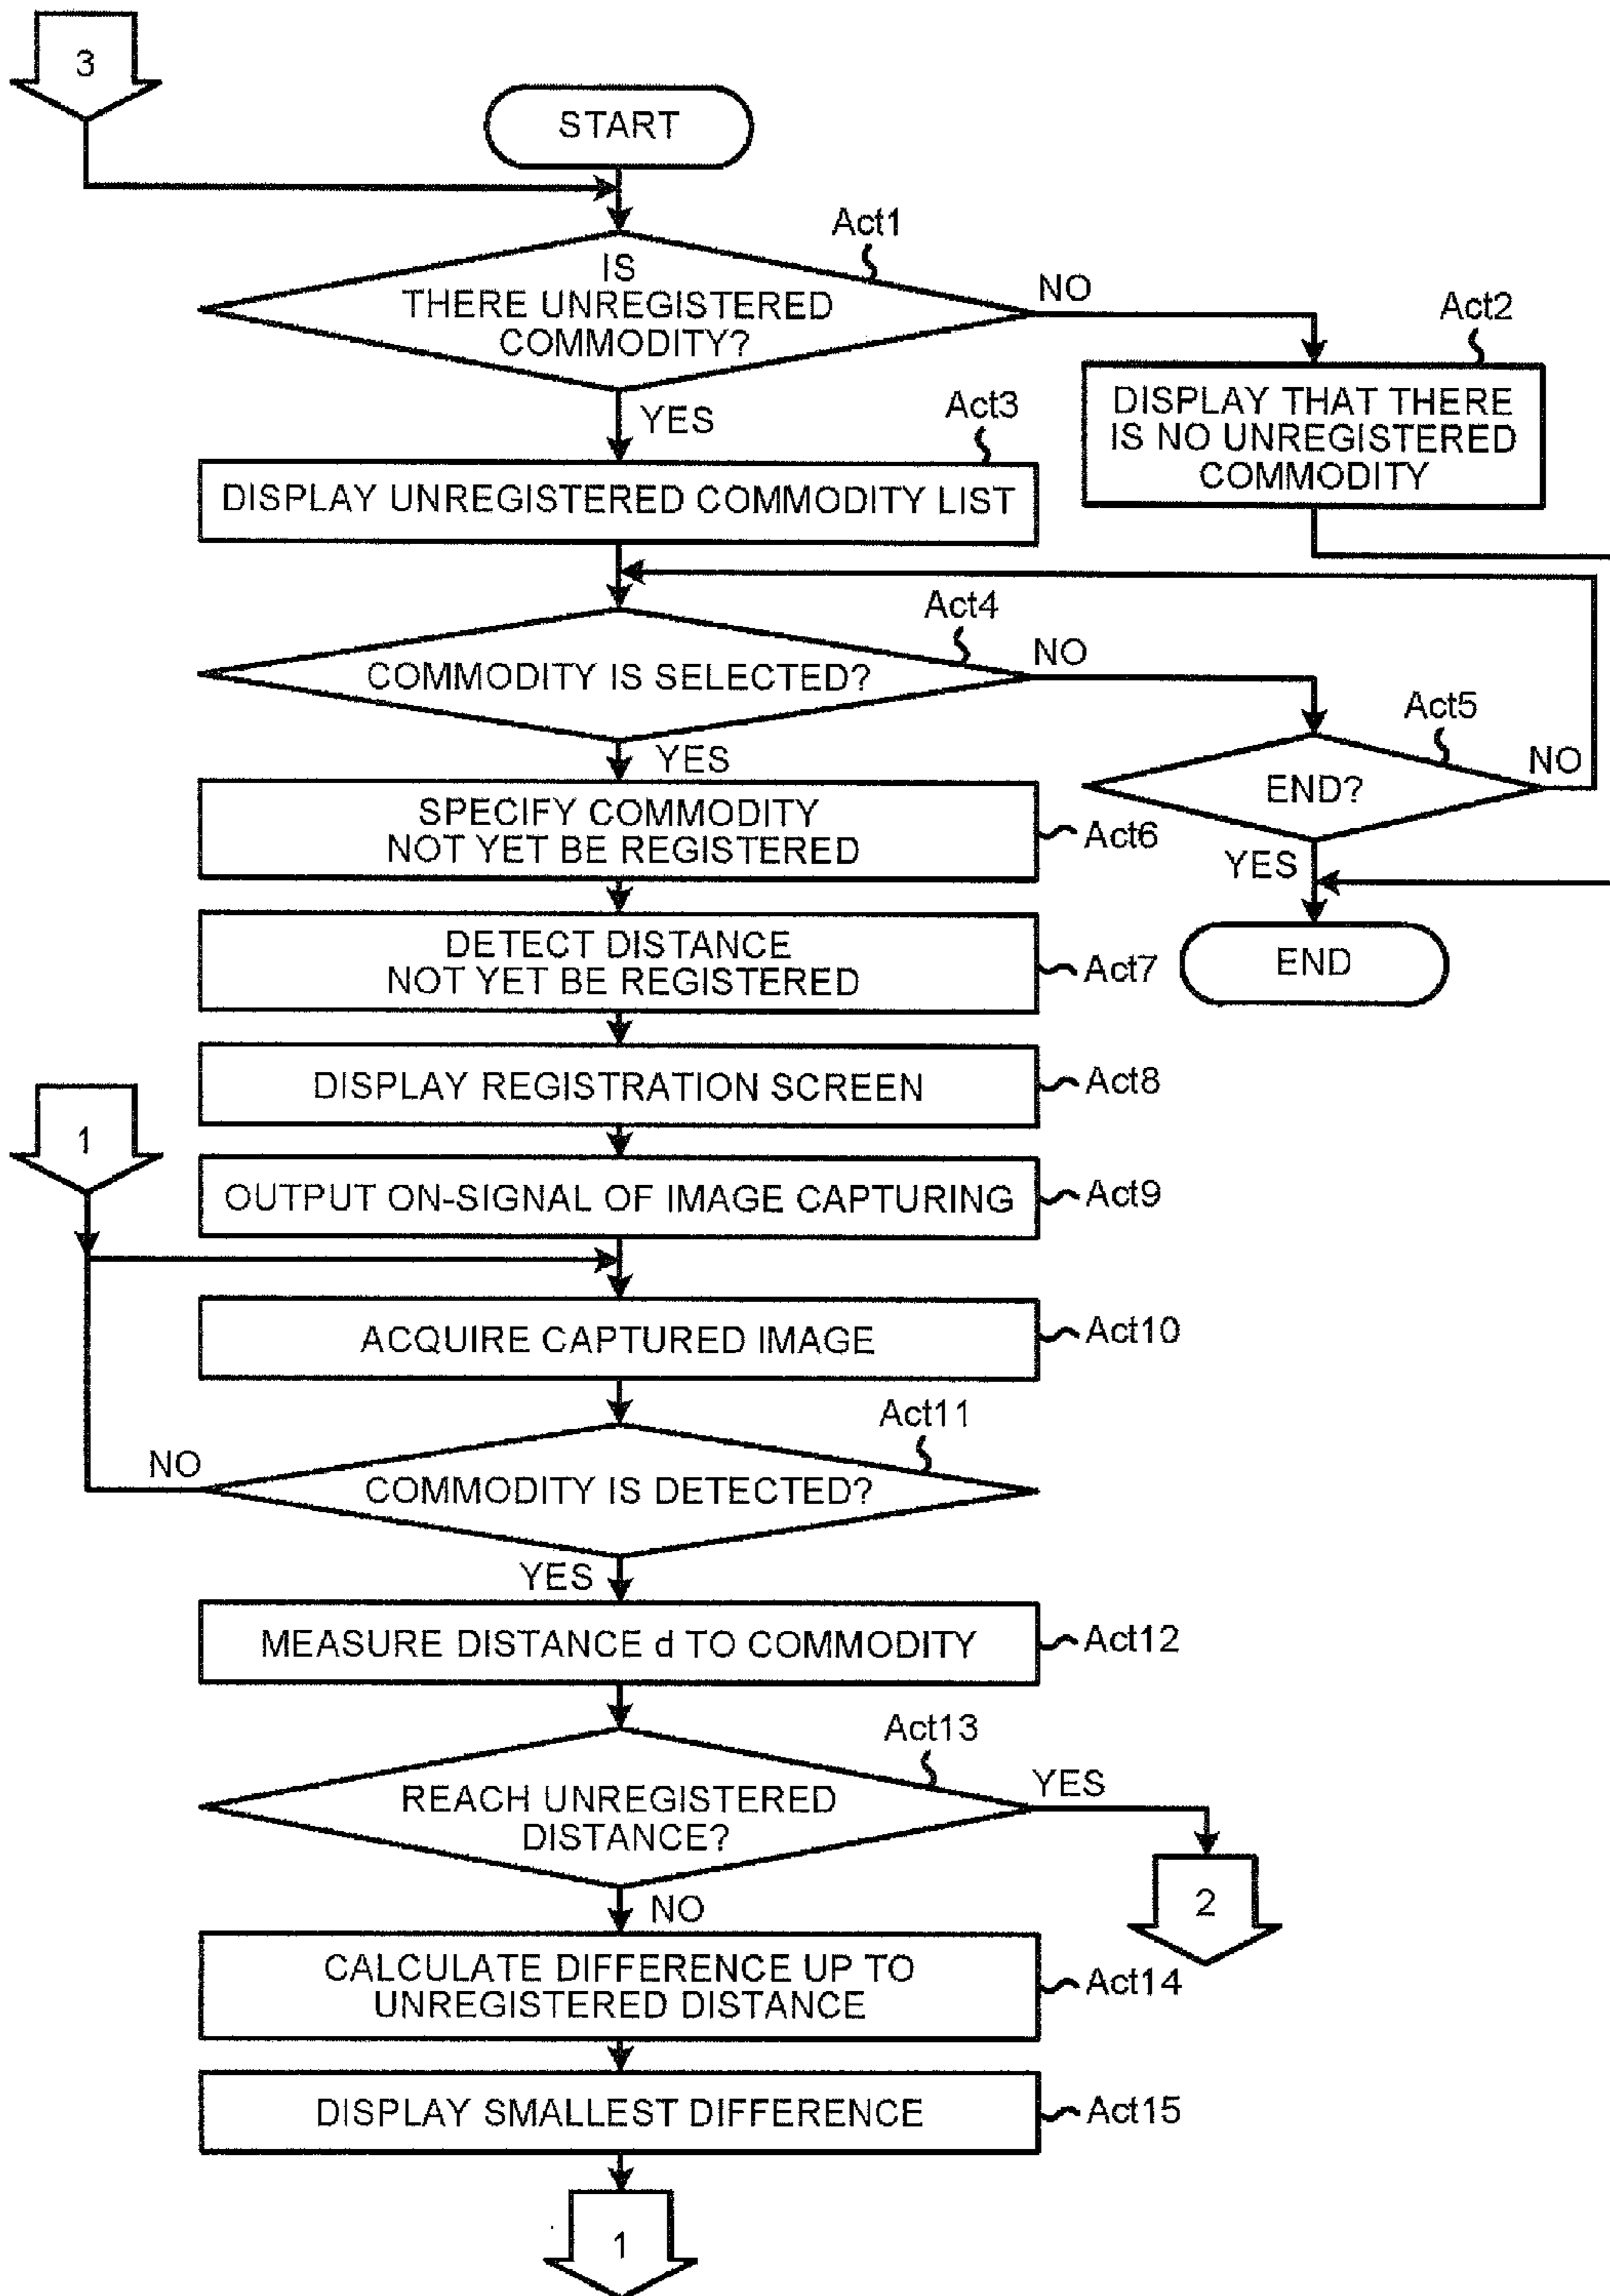 3
START
Act1
IS
THERE UNREGISTERED
COMMODITY?
NO
Act2
DISPLAY THAT THERE
IS NO UNREGISTERED
COMMODITY
YES
Act3
DISPLAY UNREGISTERED COMMODITY LIST
Act4
COMMODITY IS SELECTED?
NO
Act5
END?
NO
YES
END
YES
SPECIFY COMMODITY
NOT YET BE REGISTERED
Act6
DETECT DISTANCE
NOT YET BE REGISTERED
Act7
DISPLAY REGISTRATION SCREEN
Act8
1
OUTPUT ON-SIGNAL OF IMAGE CAPTURING
Act9
ACQUIRE CAPTURED IMAGE
Act10
Act11
COMMODITY IS DETECTED?
NO
YES
MEASURE DISTANCE d TO COMMODITY
Act12
Act13
REACH UNREGISTERED
DISTANCE?
YES
2
NO
CALCULATE DIFFERENCE UP TO
UNREGISTERED DISTANCE
Act14
DISPLAY SMALLEST DIFFERENCE
Act15
1